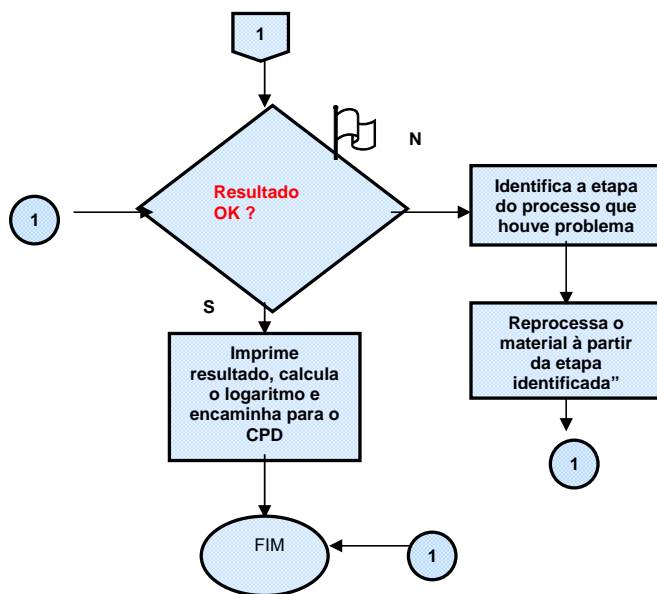 1
N
Resultado
OK ?
1
Identifica a etapa
do processo que
houve problema
S
Imprime
resultado, calcula
o logaritmo e
encaminha para o
CPD
Reprocessa o
material à partir
da etapa
identificada”
1
FIM
1